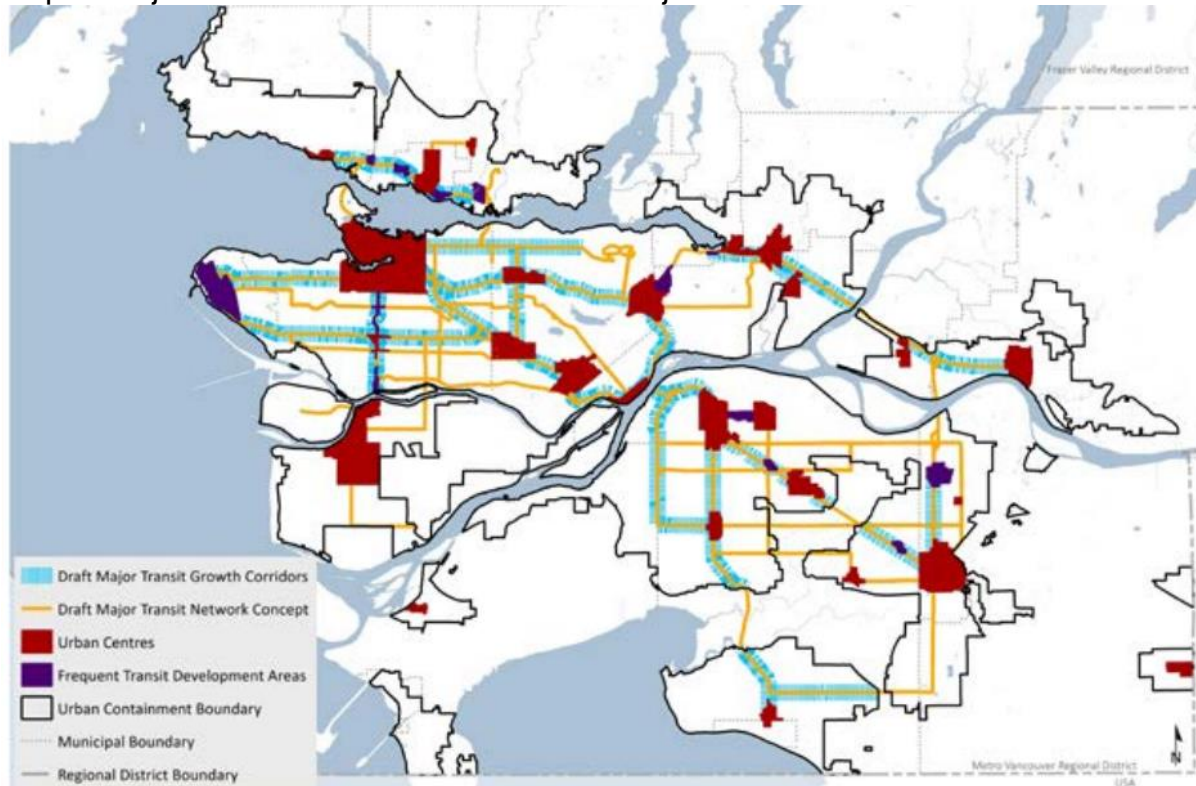 Fraser Valley Regional District
Draft Major Transit Growth Corridors
Draft Major Transit Network Concept
Urban Centres
Frequent Transit Development Areas
Urban Containment Boundary
Municipal Boundary
Regional District Boundary
N
Metro Vancouver Regional District
USA